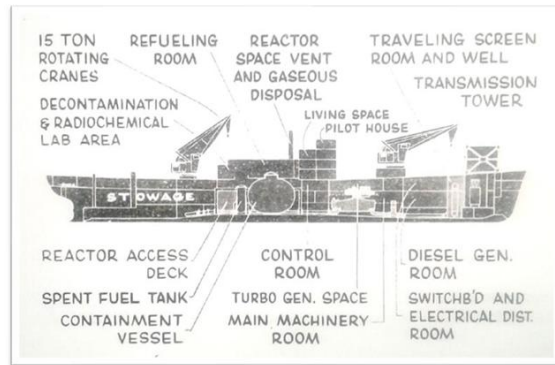 15 TON
ROTATING
CRANES
REFUELING
ROOM
REACTOR
SPACE VENT
AND GASEOUS
DISPOSAL
TRAVELING SCREEN
ROOM AND WELL
TRANSMISSION
TOWER
DECONTAMINATION
& RADIOCHEMICAL
LAB AREA
LIVING SPACE
PILOT HOUSE
STOWAGE
REACTOR ACCESS
DECK
SPENT FUEL TANK
CONTAINMENT
VESSEL
CONTROL
ROOM
TURBO GEN. SPACE
MAIN MACHINERY
ROOM
DIESEL GEN.
ROOM
SWITCHB'D AND
ELECTRICAL DIST.
ROOM